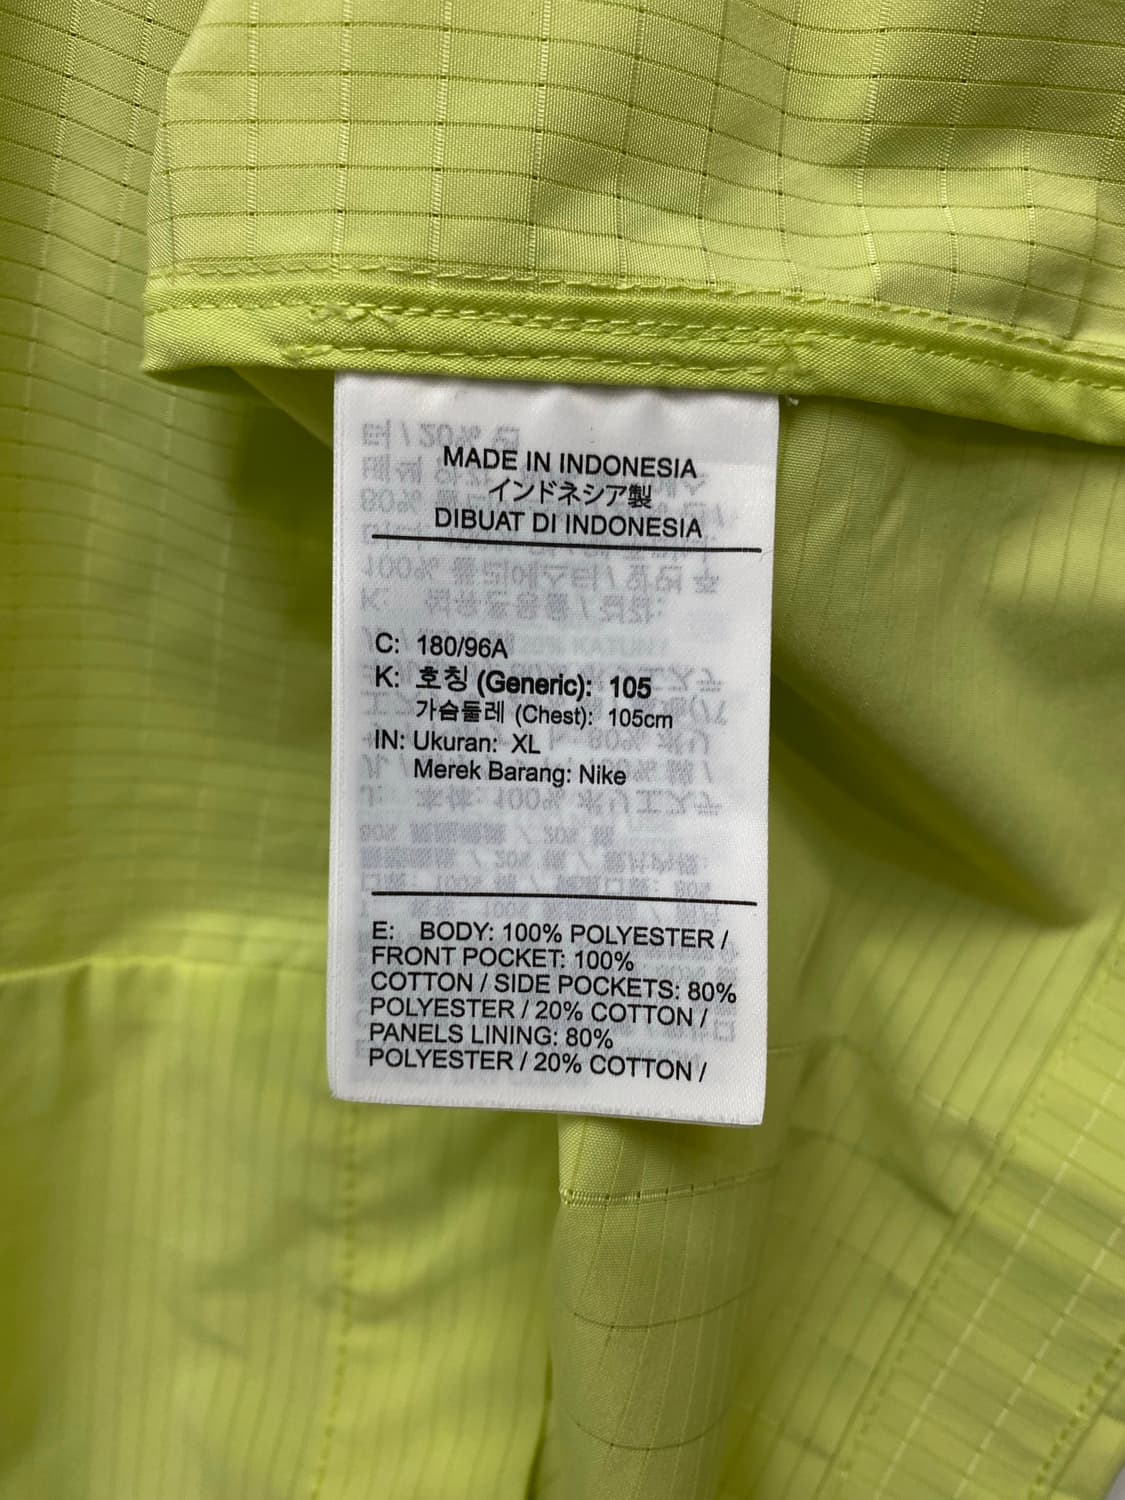 MADE IN INDONESIA
インドネシア製
DIBUAT DI INDONESIA
C: 180/96A
K: 호칭 (Generic): 105
가슴둘레 (Chest): 105cm
IN: Ukuran: XL
Merek Barang: Nike
E: BODY: 100% POLYESTER /
FRONT POCKET: 100%
COTTON / SIDE POCKETS: 80%
POLYESTER / 20% COTTON /
PANELS LINING: 80%
POLYESTER / 20% COTTON /